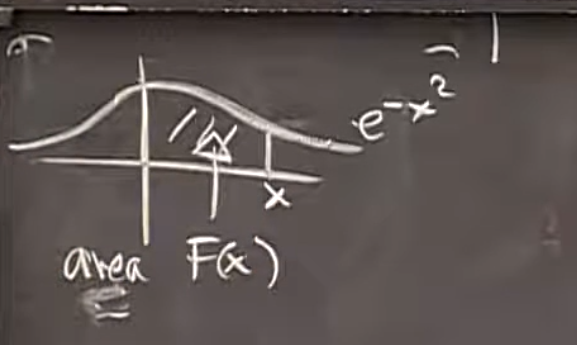 e^{-x^2}
x
area F(x)